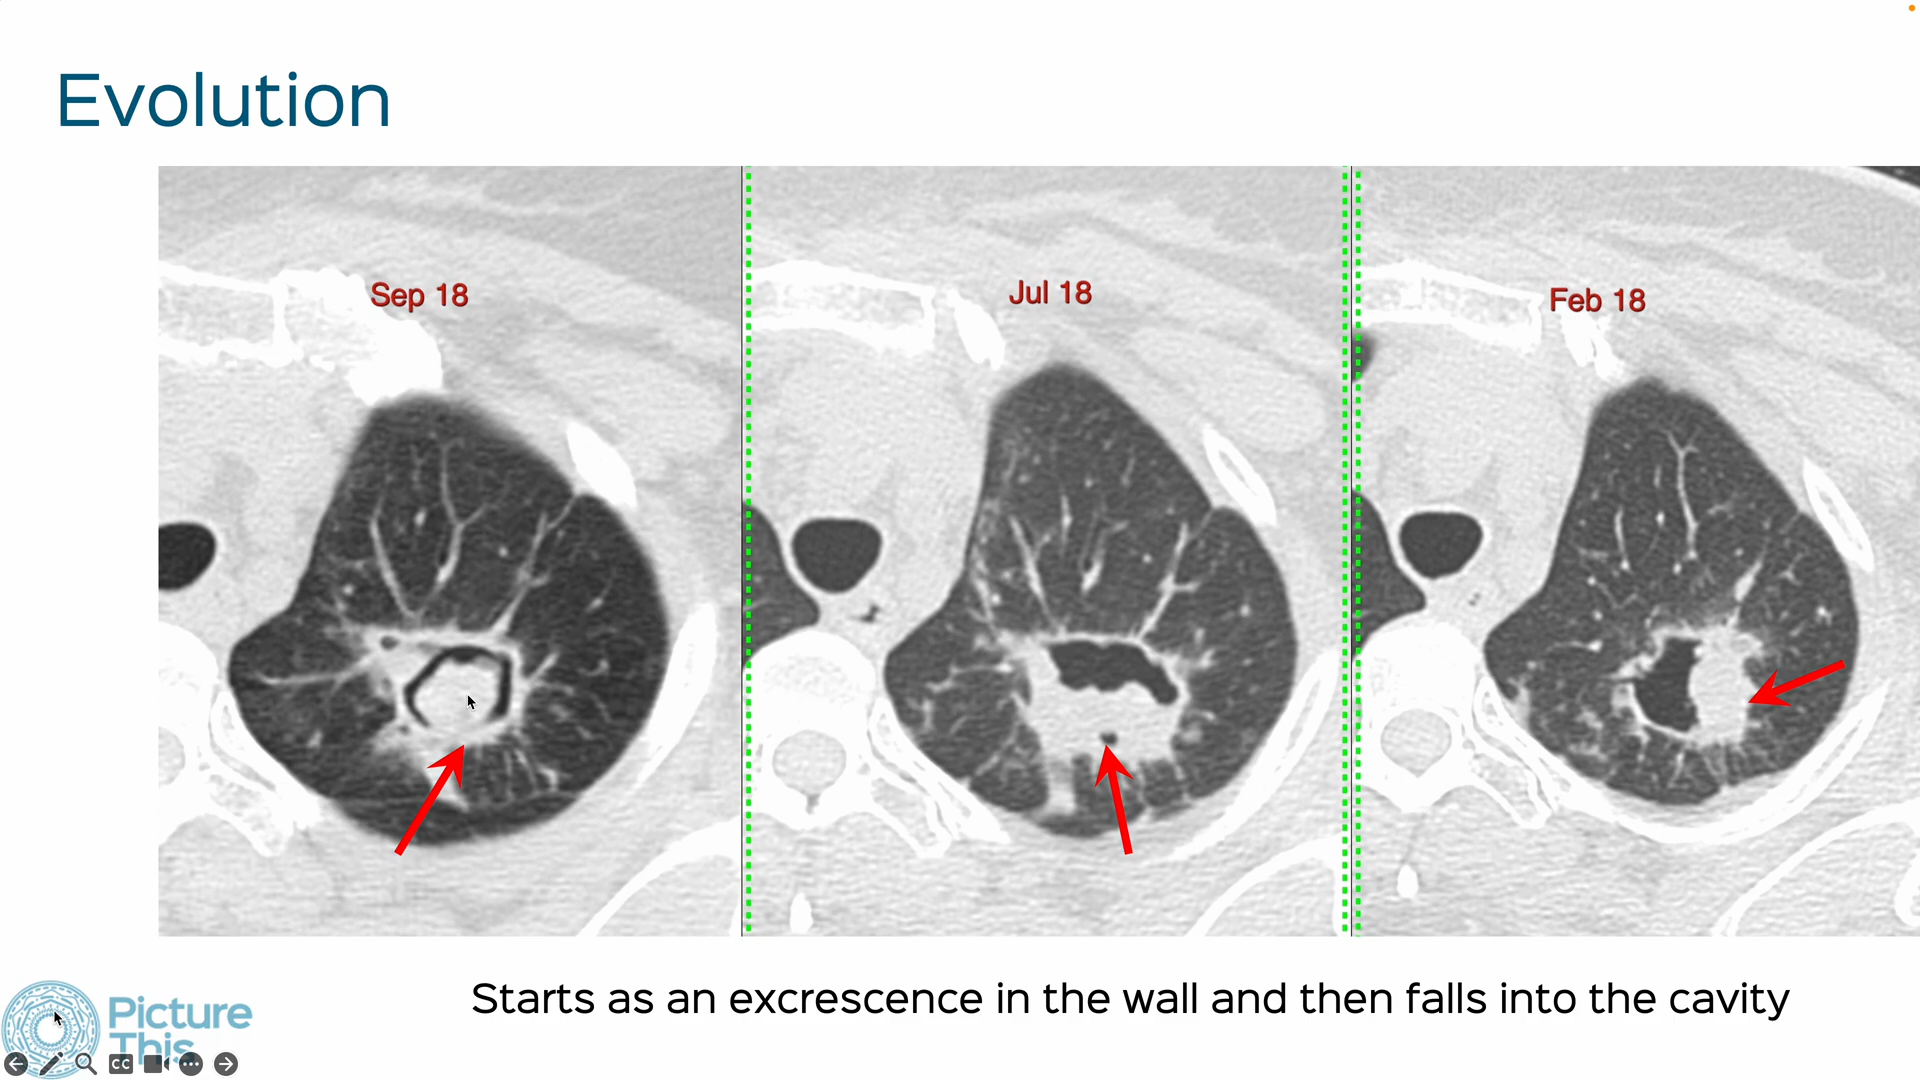 Evolution
Sep 18
Jul 18
Feb 18
Starts as an excrescence in the wall and then falls into the cavity
Picture
This
CC